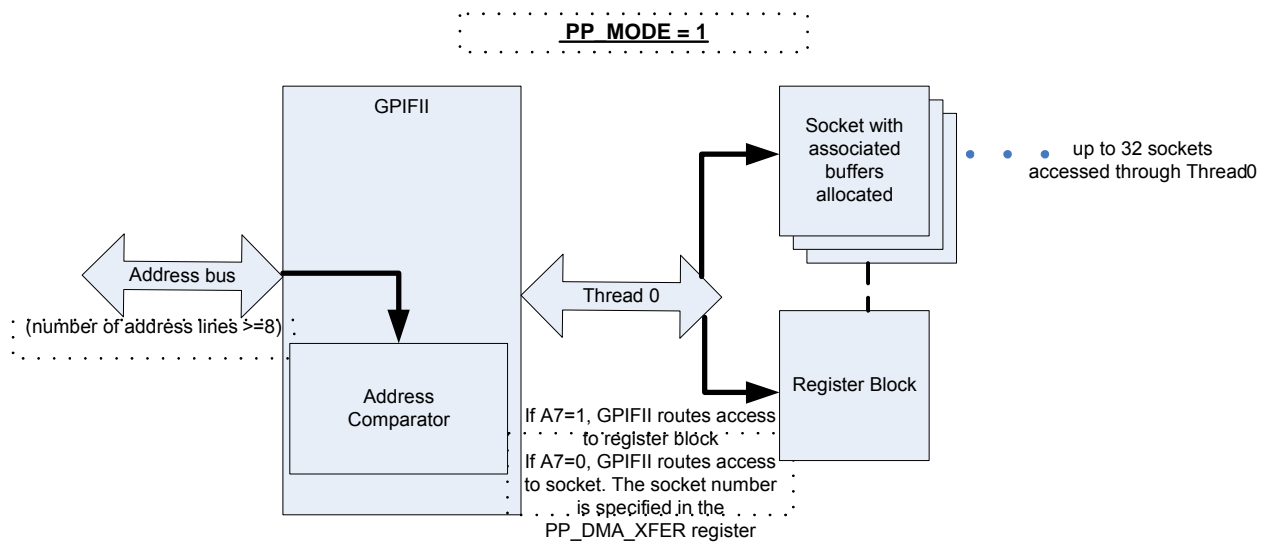 PP_MODE = 1
GPIFII
Socket with
associated
buffers
allocated
up to 32 sockets
accessed through Thread0
Address bus
Thread 0
(number of address lines >=8)
Address
Comparator
Register Block
If A7=1, GPIFII routes access
to register block
If A7=0, GPIFII routes access
to socket. The socket number
is specified in the
PP_DMA_XFER register